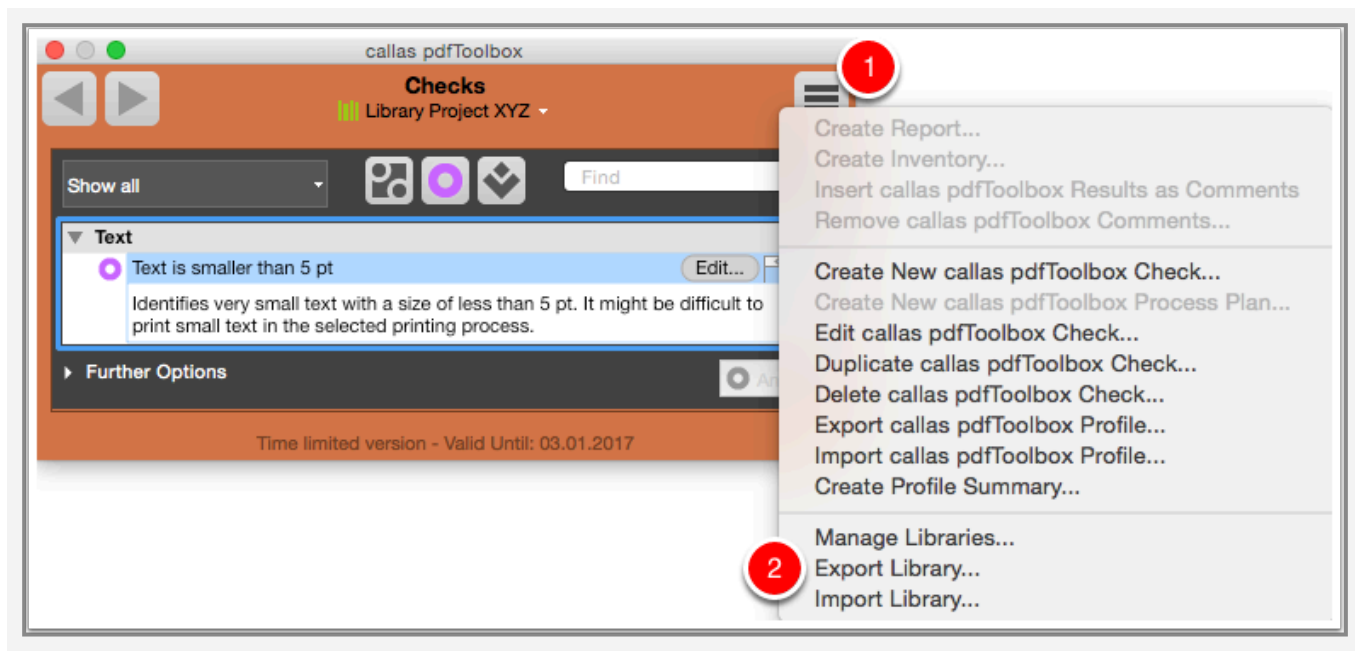 callas pdfToolbox
1
Checks
Library Project XYZ
Show all
Find
Text
Text is smaller than 5 pt
Edit...
Identifies very small text with a size of less than 5 pt. It might be difficult to
print small text in the selected printing process.
Further Options
An
Time limited version - Valid Until: 03.01.2017
Create Report...
Create Inventory...
Insert callas pdfToolbox Results as Comments
Remove callas pdfToolbox Comments...
Create New callas pdfToolbox Check...
Create New callas pdfToolbox Process Plan...
Edit callas pdfToolbox Check...
Duplicate callas pdfToolbox Check...
Delete callas pdfToolbox Check...
Export callas pdfToolbox Profile...
Import callas pdfToolbox Profile...
Create Profile Summary...
Manage Libraries...
2
Export Library...
Import Library...